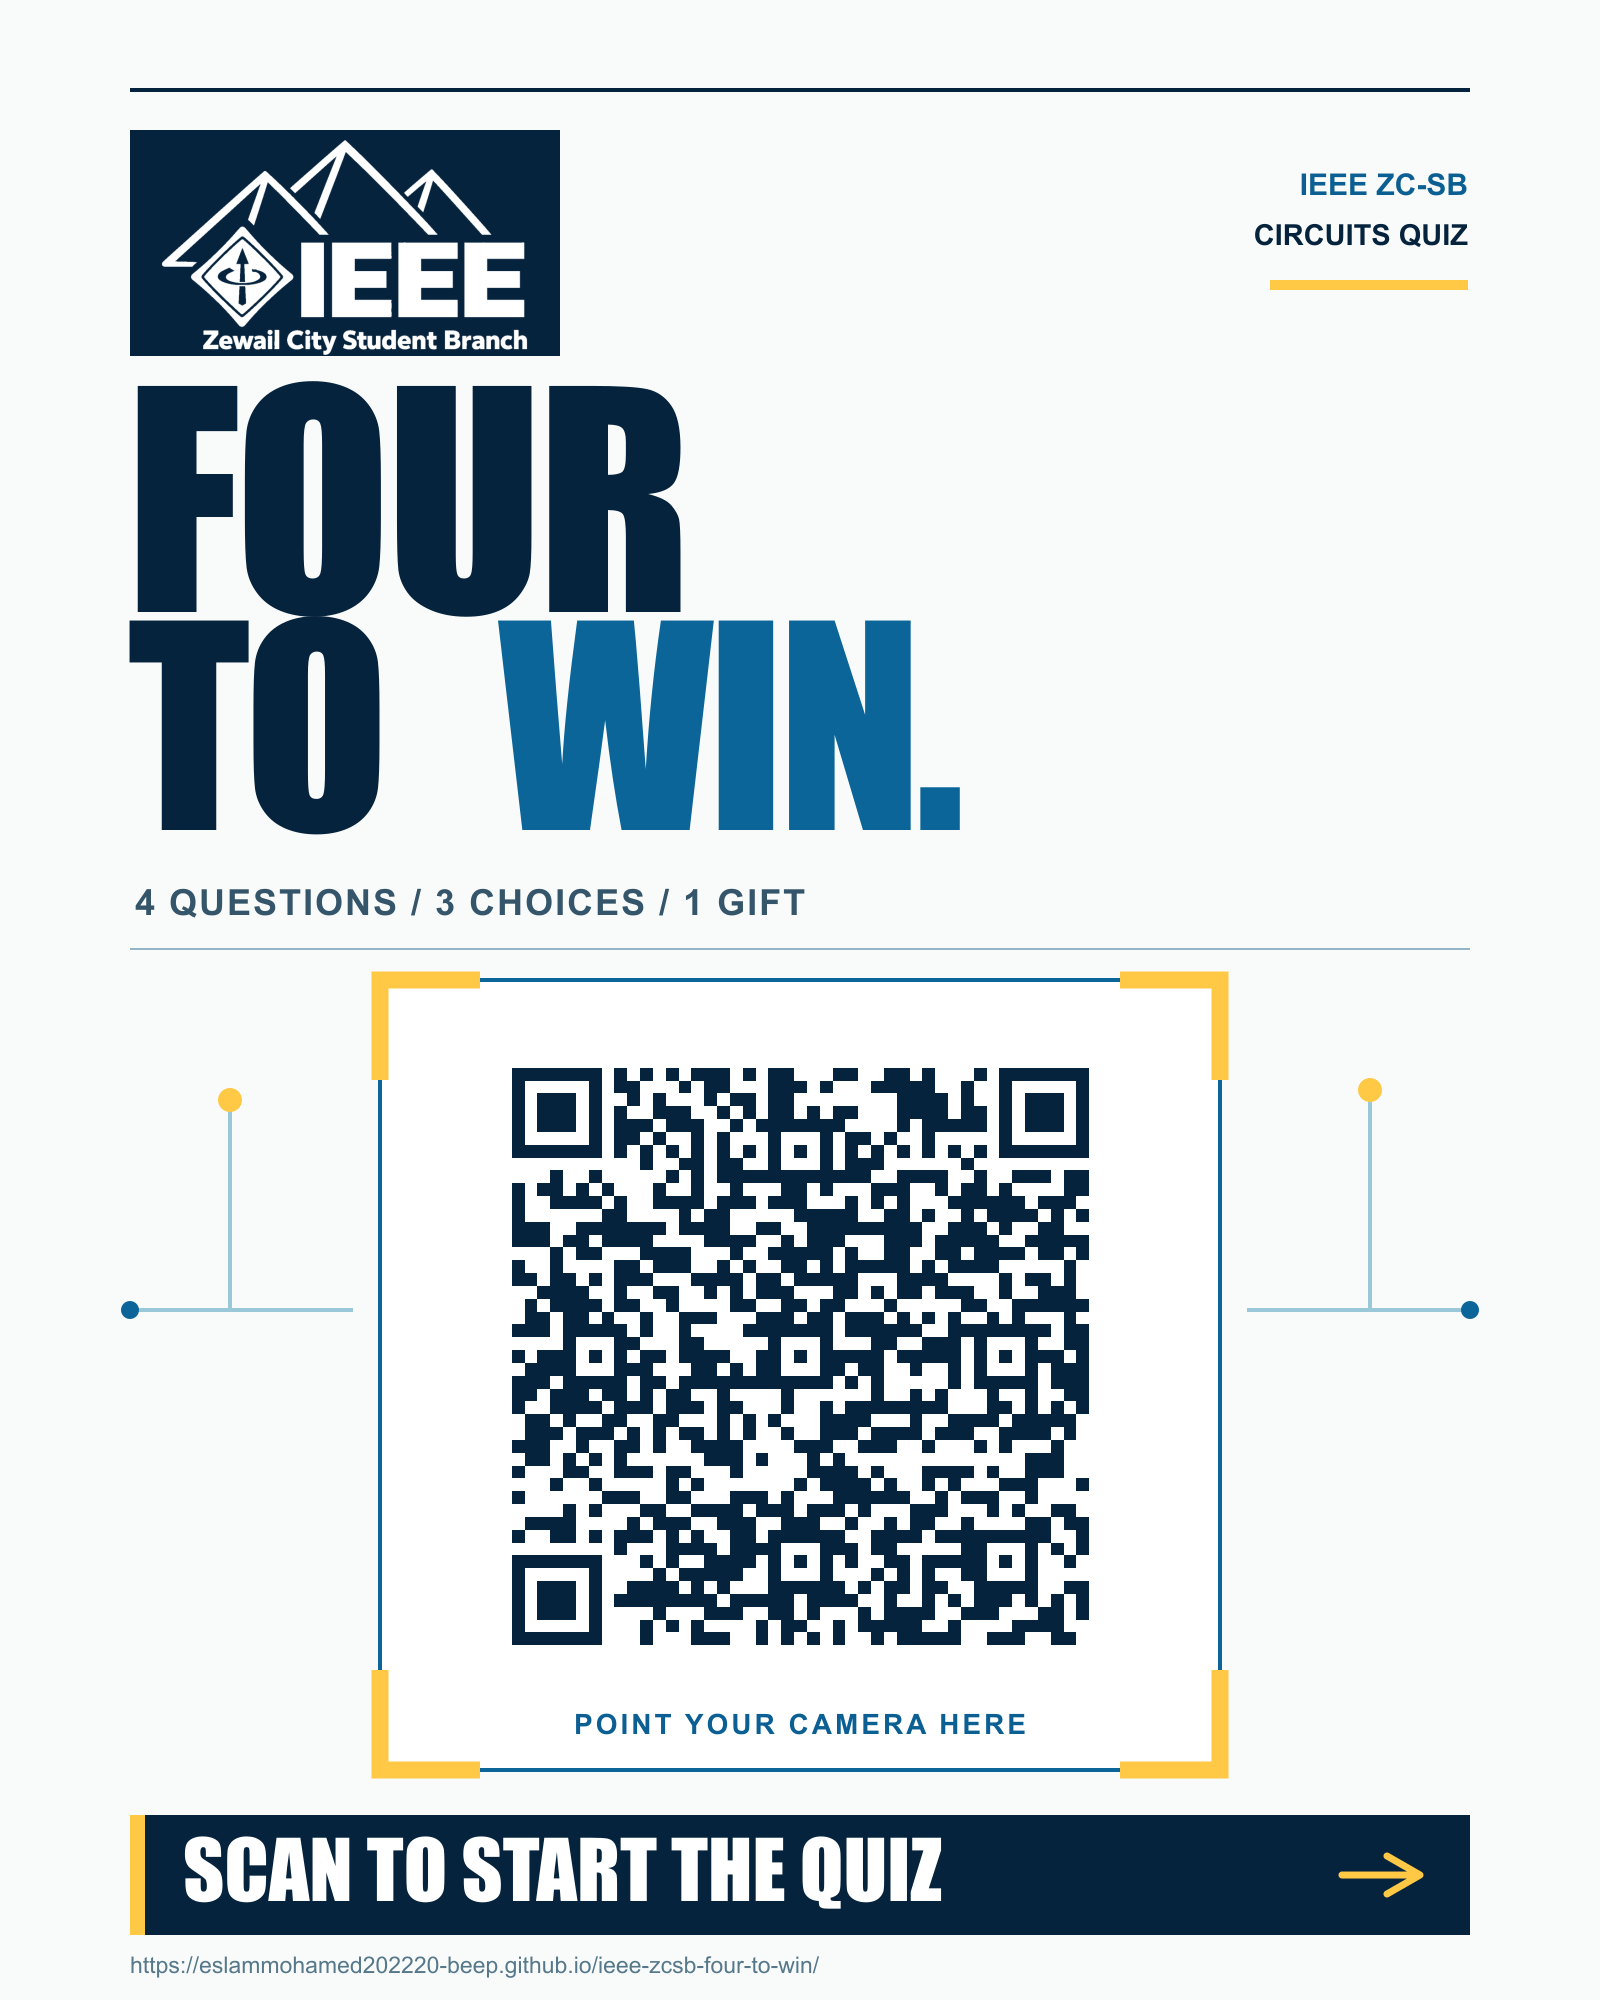 IEEE
Zewail City Student Branch
IEEE ZC-SB
CIRCUITS QUIZ
FOUR
TO WIN.
4 QUESTIONS / 3 CHOICES / 1 GIFT
POINT YOUR CAMERA HERE
SCAN TO START THE QUIZ
https://eslammohamed202220-beep.github.io/ieee-zcsb-four-to-win/